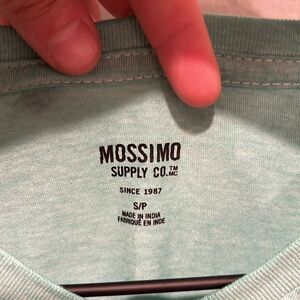 MOSSIMO
SUPPLY CO.™ MC
SINCE 1987
S/P
MADE IN INDIA
FABRIQUÉ EN INDE